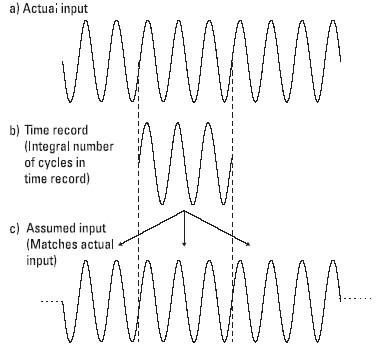 a) Actual input
b) Time record
(Integral number
of cycles in
time record)
c) Assumed input
(Matches actual
input)